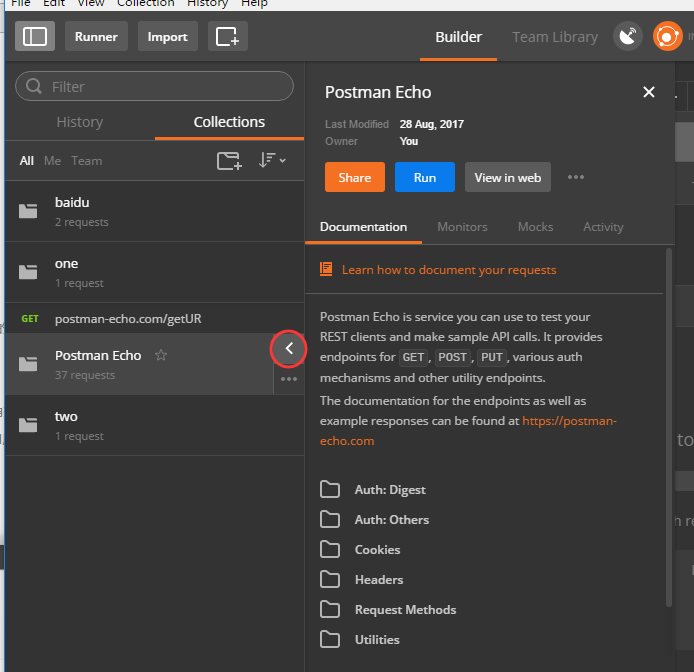 File Edit View Collection History Help
Runner
Import
Builder
Team Library
Filter
History
Collections
All Me Team
baidu
2 requests
one
1 request
GET postman-echo.com/getUR
Postman Echo
37 requests
two
1 request
Postman Echo
Last Modified 28 Aug, 2017
Owner You
Share
Run
View in web
Documentation
Monitors
Mocks
Activity
Learn how to document your requests
Postman Echo is service you can use to test your
REST clients and make sample API calls. It provides
endpoints for GET, POST, PUT, various auth
mechanisms and other utility endpoints.
The documentation for the endpoints as well as
example responses can be found at https://postman-
echo.com
Auth: Digest
Auth: Others
Cookies
Headers
Request Methods
Utilities
to
h re